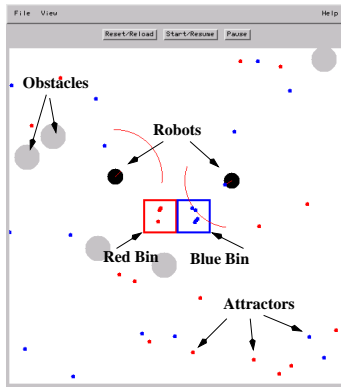 File View Help
Reset/Reload Start/Resume Pause
Obstacles
Robots
Red Bin Blue Bin
Attractors